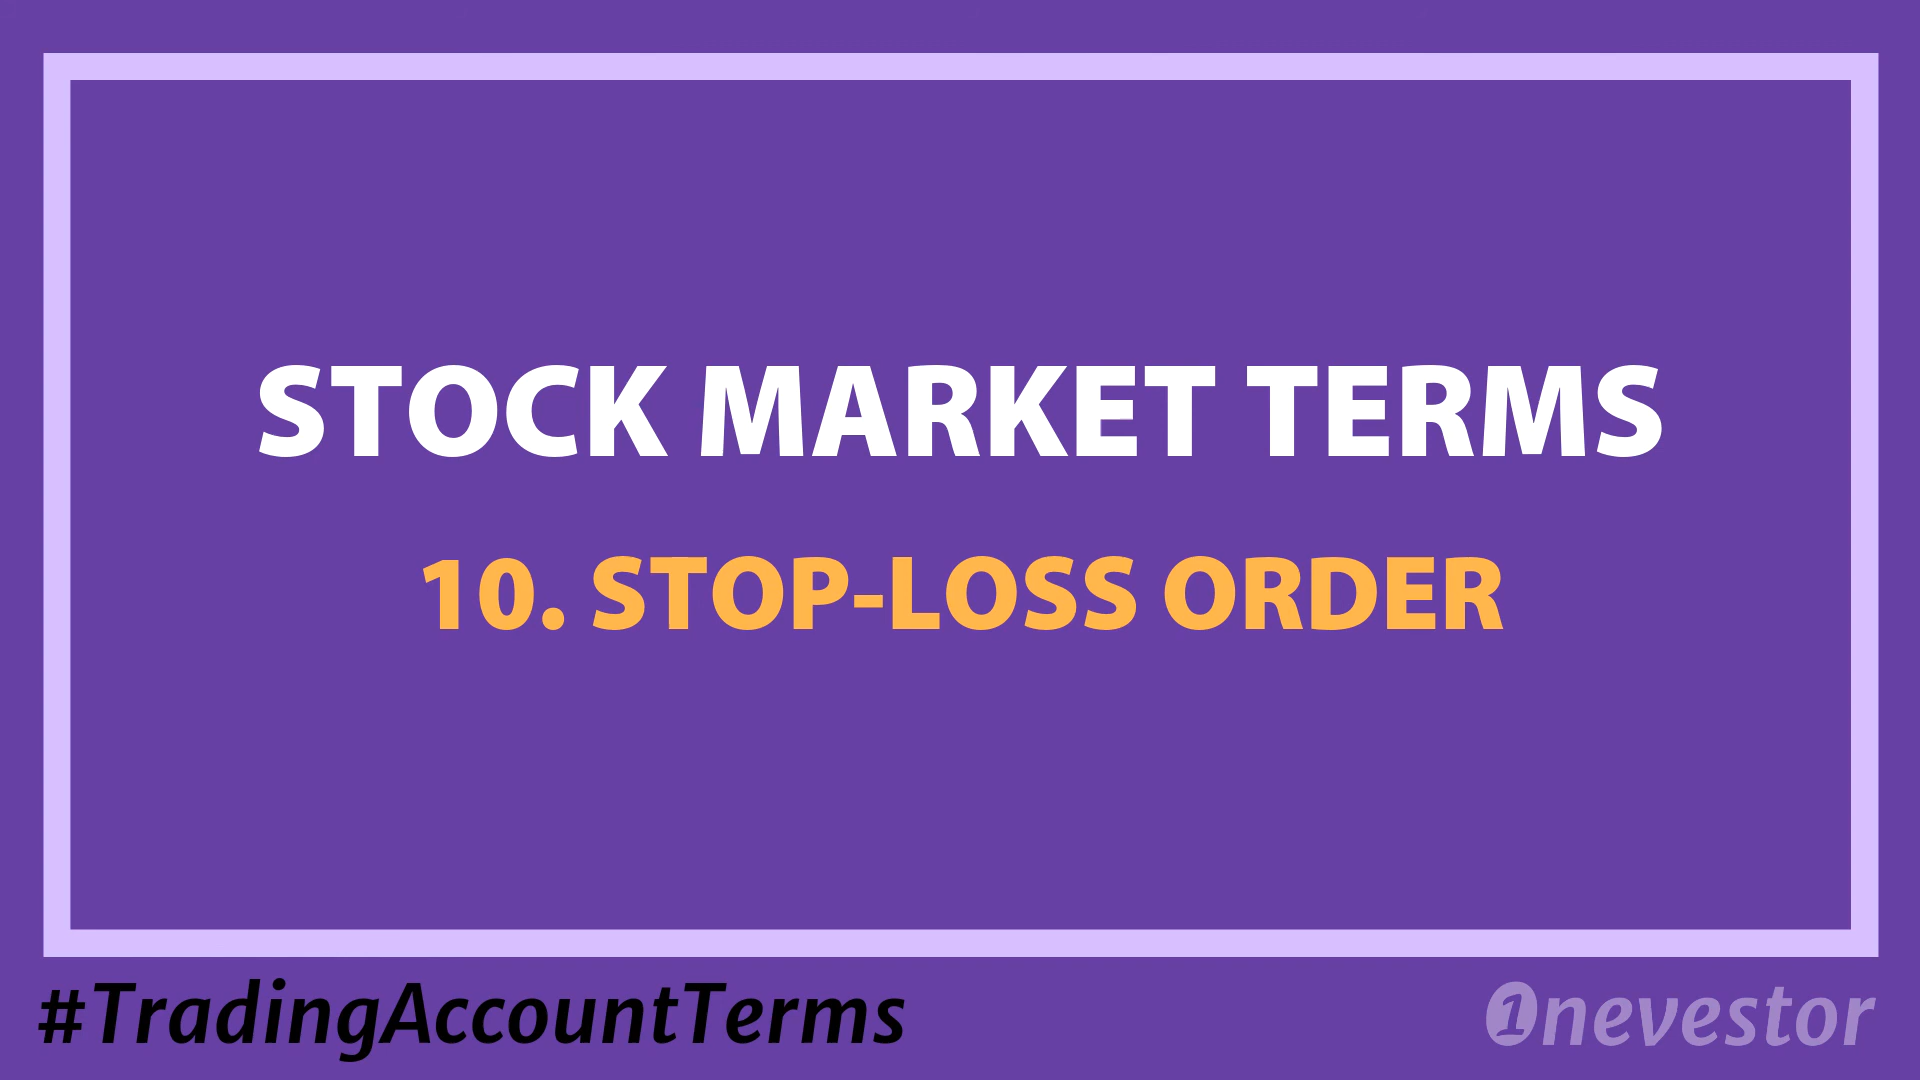 STOCK MARKET TERMS
10. STOP-LOSS ORDER
#TradingAccountTerms
1nevestor